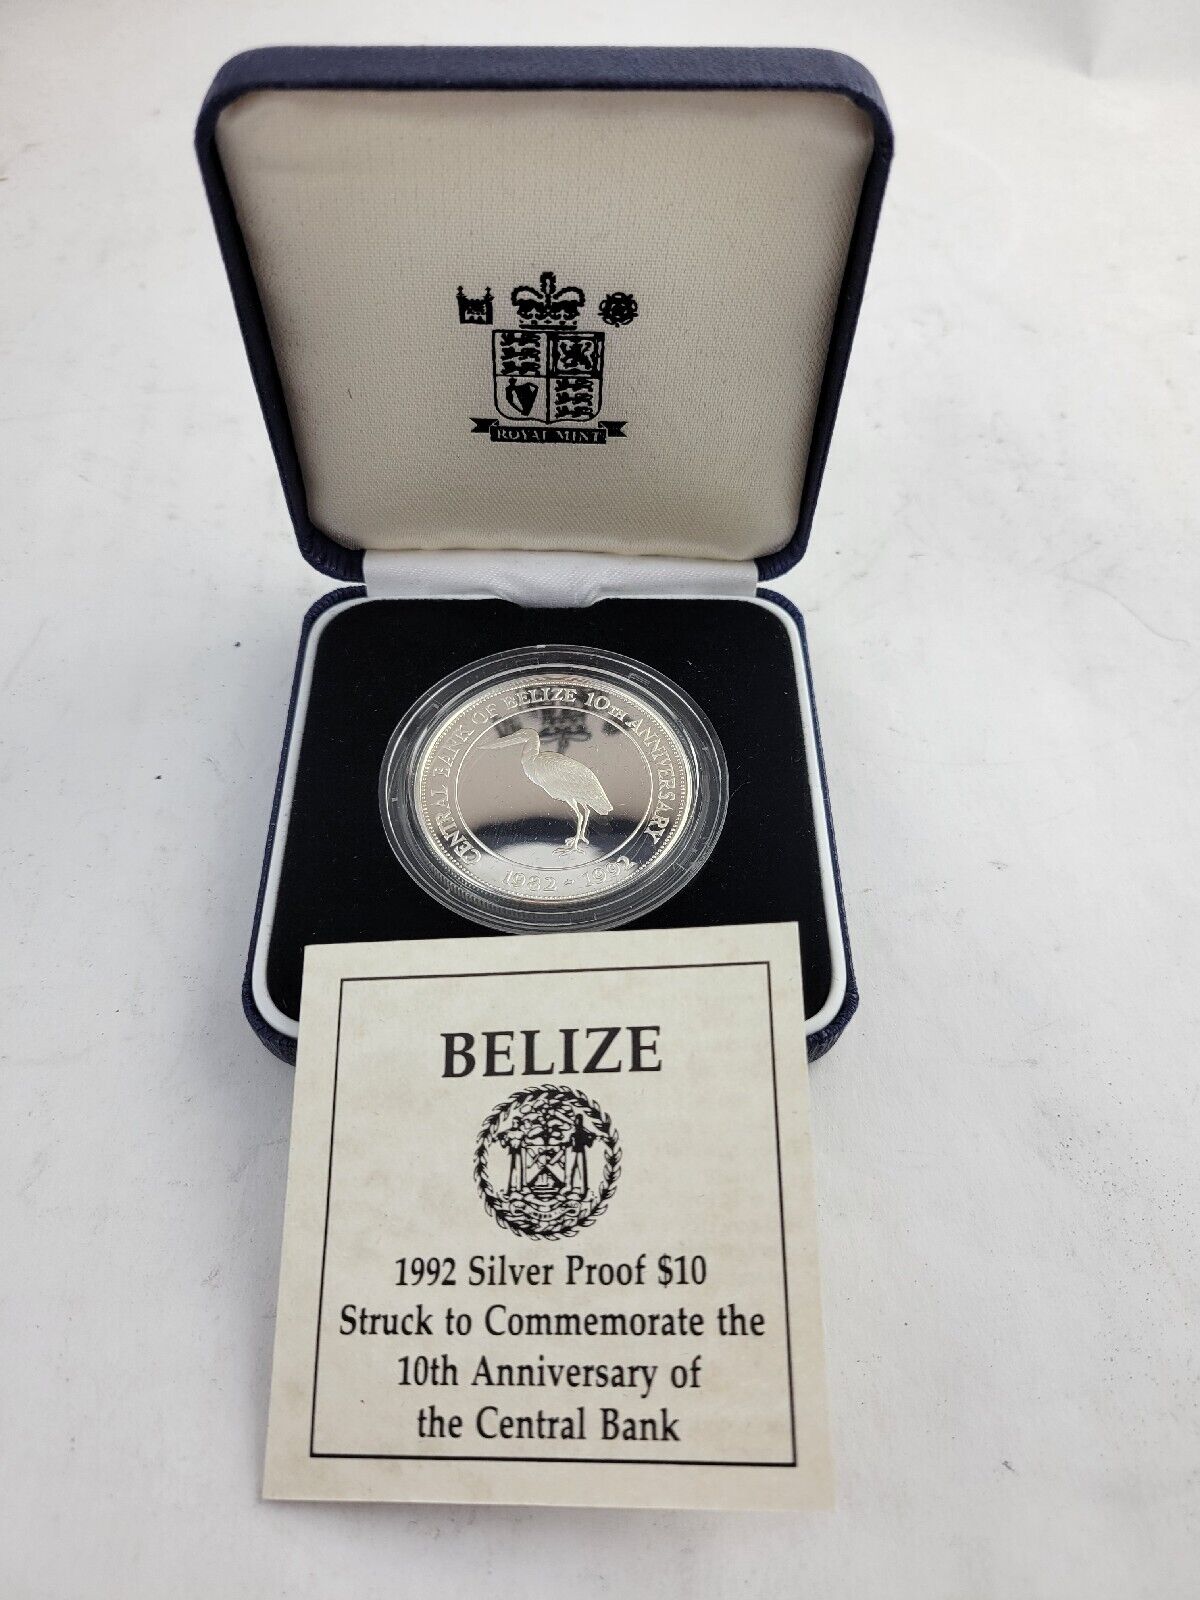 ROYAL MINT
CENTRAL BANK OF BELIZE 10TH ANNIVERSARY
1982 - 1992
BELIZE
1992 Silver Proof $10
Struck to Commemorate the
10th Anniversary of
the Central Bank